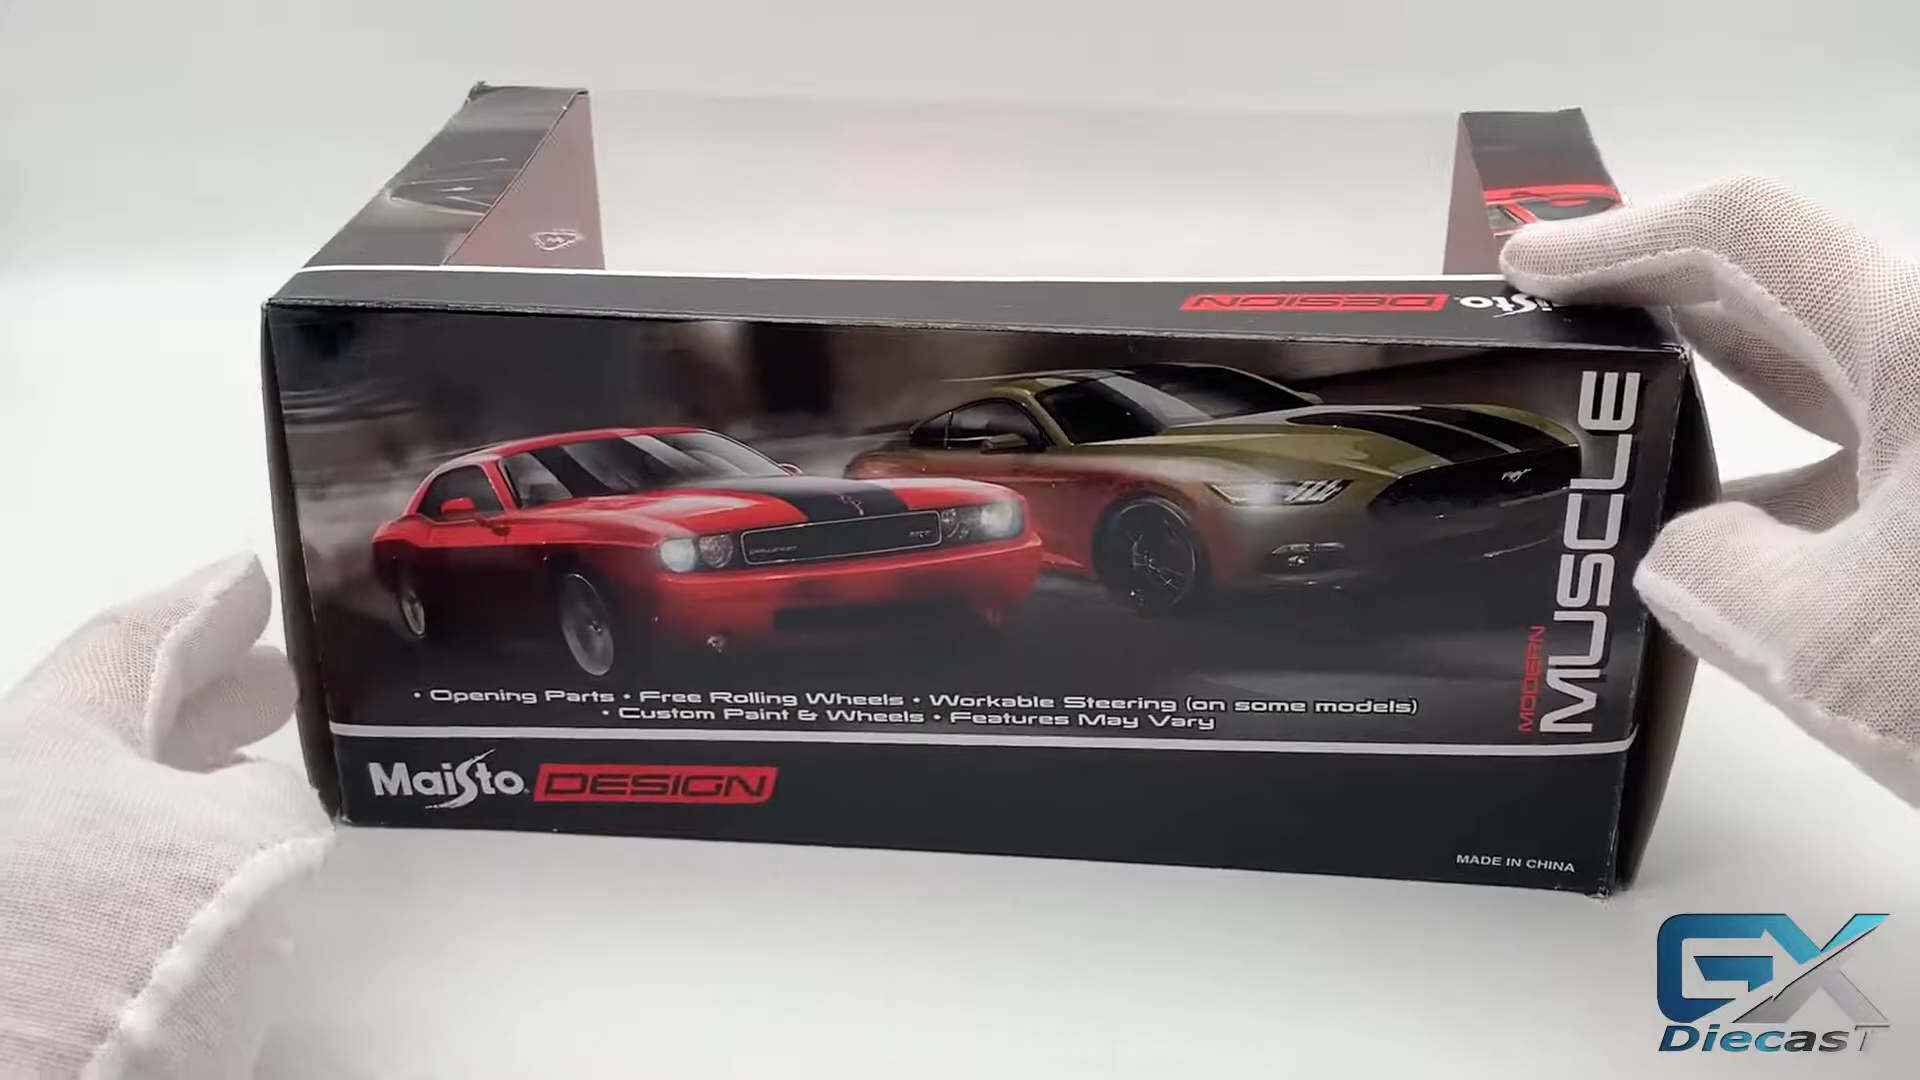 Maisto DESIGN
MODERN
MUSCLE
• Opening Parts • Free Rolling Wheels • Workable Steering (on some models)
• Custom Paint & Wheels • Features May Vary
Maisto DESIGN
MADE IN CHINA
GX
Diecast